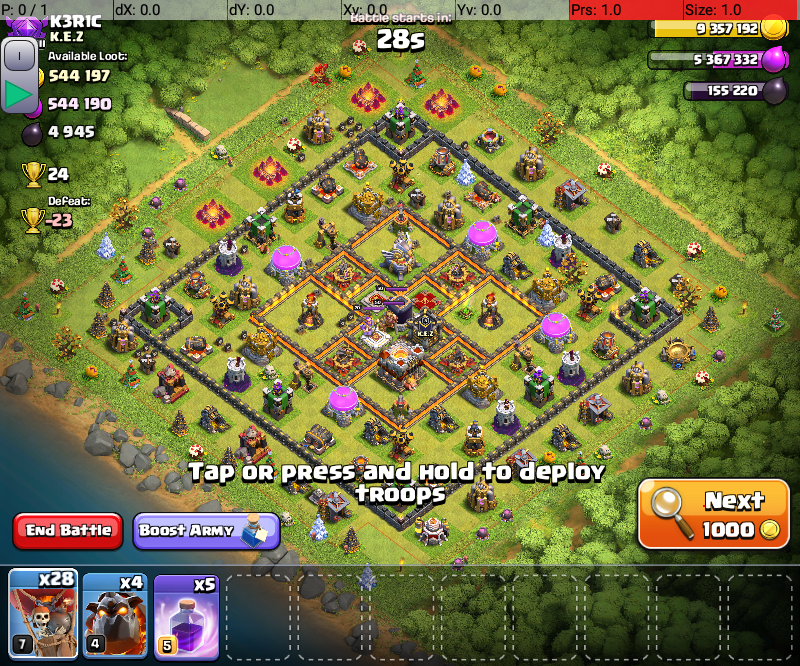 P: 0 / 1 dX: 0.0 dY: 0.0 Xv: 0.0 Yv: 0.0 Prs: 1.0 Size: 1.0
K3R1C
K.E.Z
Battle starts in:
28s
Available Loot:
544 197
544 190
4 945
24
Defeat:
-23
9 357 192
5 367 332
155 220
K.E.Z
Tap or press and hold to deploy
troops
End Battle
Boost Army
Next
1000
x28
x4
x5
7
4
5